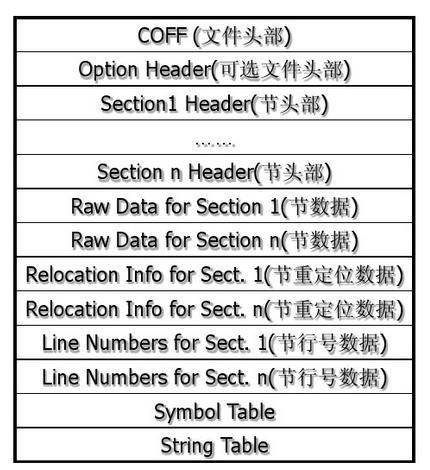 COFF (文件头部)
Option Header(可选文件头部)
Section1 Header(节头部)
……
Section n Header(节头部)
Raw Data for Section 1(节数据)
Raw Data for Section n(节数据)
Relocation Info for Sect. 1(节重定位数据)
Relocation Info for Sect. n(节重定位数据)
Line Numbers for Sect. 1(节行号数据)
Line Numbers for Sect. n(节行号数据)
Symbol Table
String Table